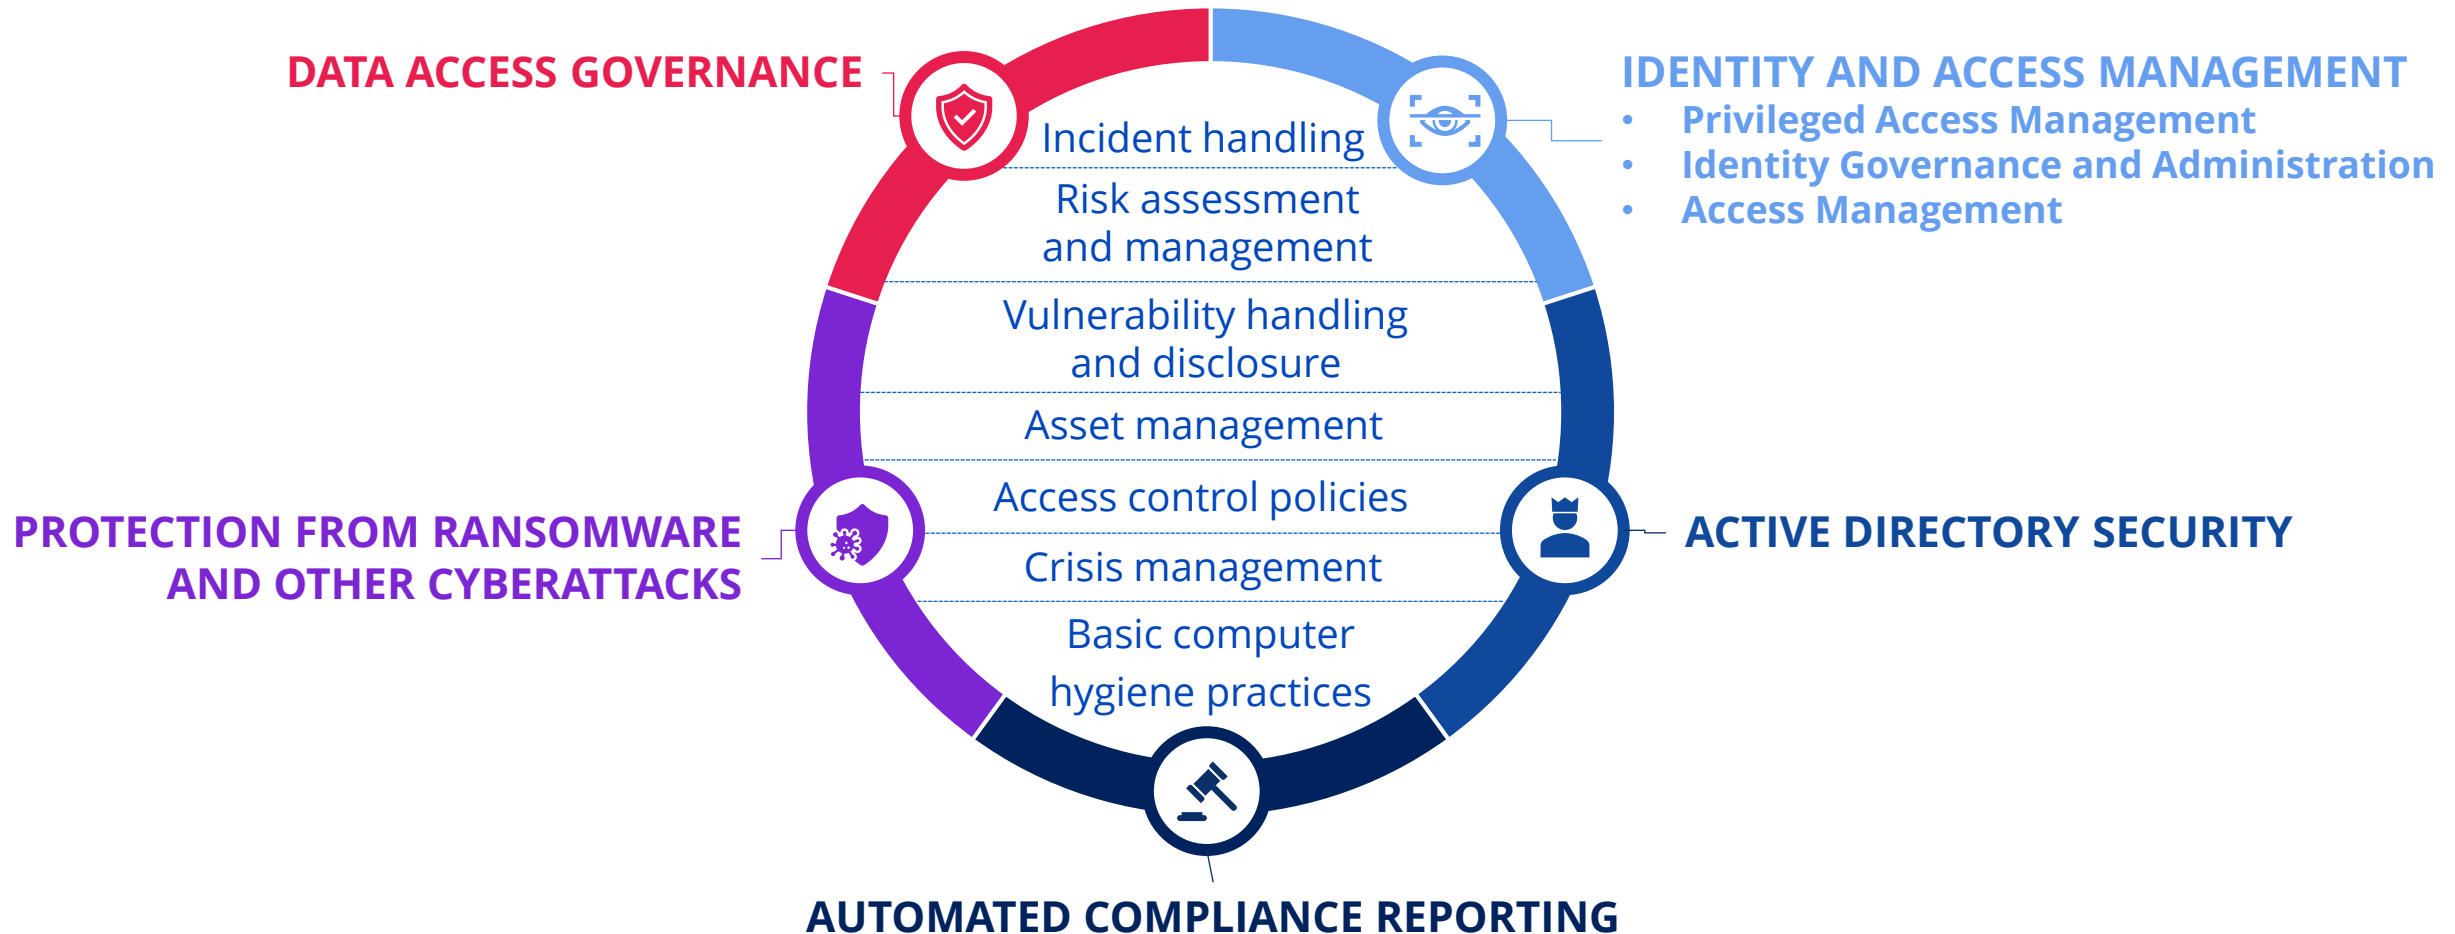 DATA ACCESS GOVERNANCE
IDENTITY AND ACCESS MANAGEMENT
• Privileged Access Management
• Identity Governance and Administration
• Access Management
Incident handling
Risk assessment
and management
Vulnerability handling
and disclosure
Asset management
Access control policies
Crisis management
Basic computer
hygiene practices
PROTECTION FROM RANSOMWARE
AND OTHER CYBERATTACKS
ACTIVE DIRECTORY SECURITY
AUTOMATED COMPLIANCE REPORTING